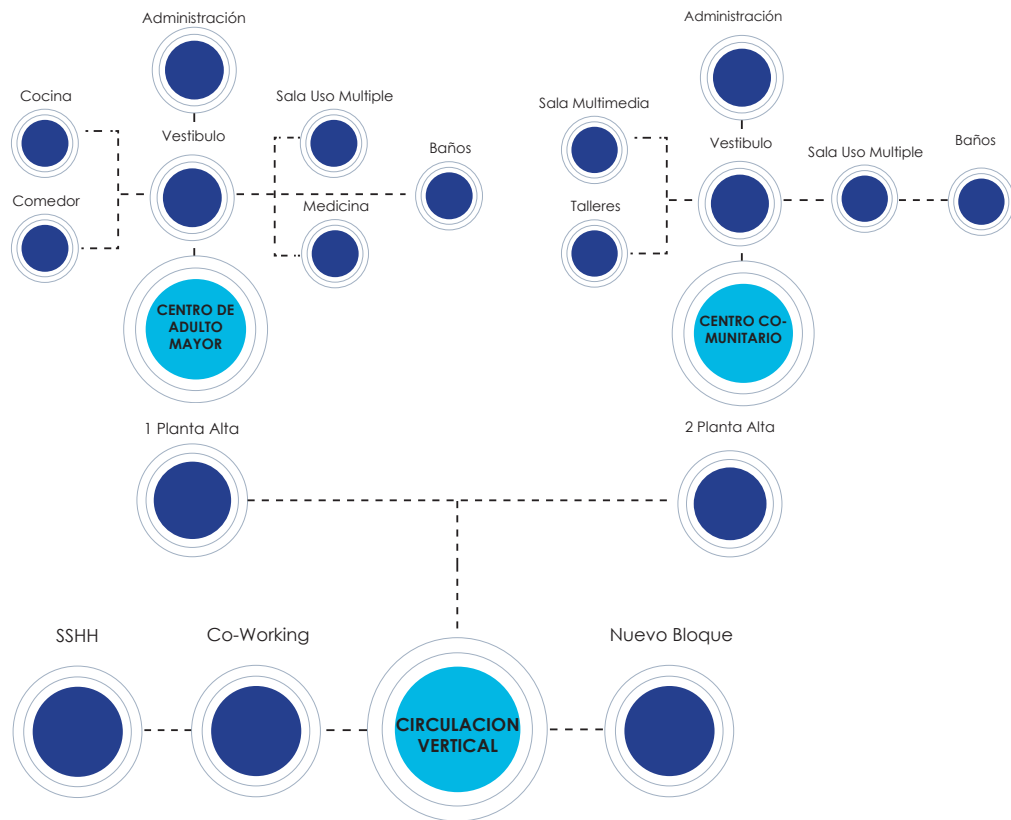 Administración
Cocina
Sala Uso Multiple
Vestibulo
Baños
Comedor
Medicina
CENTRO DE
ADULTO
MAYOR
Administración
Sala Multimedia
Vestibulo
Sala Uso Multiple
Baños
Talleres
CENTRO CO-
MUNITARIO
1 Planta Alta
2 Planta Alta
SSHH
Co-Working
Nuevo Bloque
CIRCULACION
VERTICAL